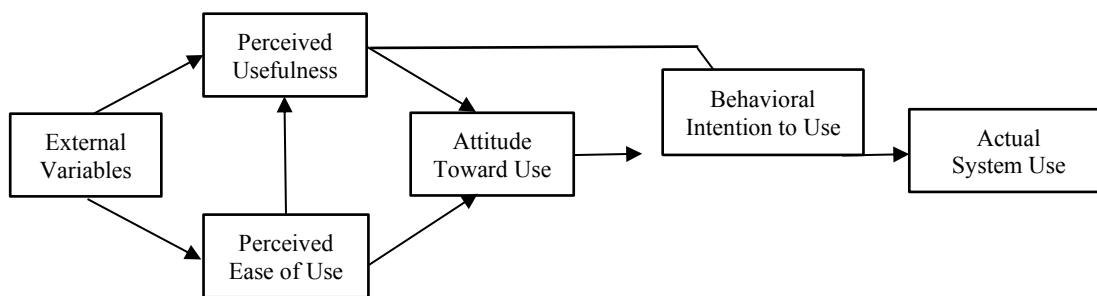 Perceived
Usefulness
Behavioral
Intention to Use
External
Variables
Attitude
Toward Use
Actual
System Use
Perceived
Ease of Use